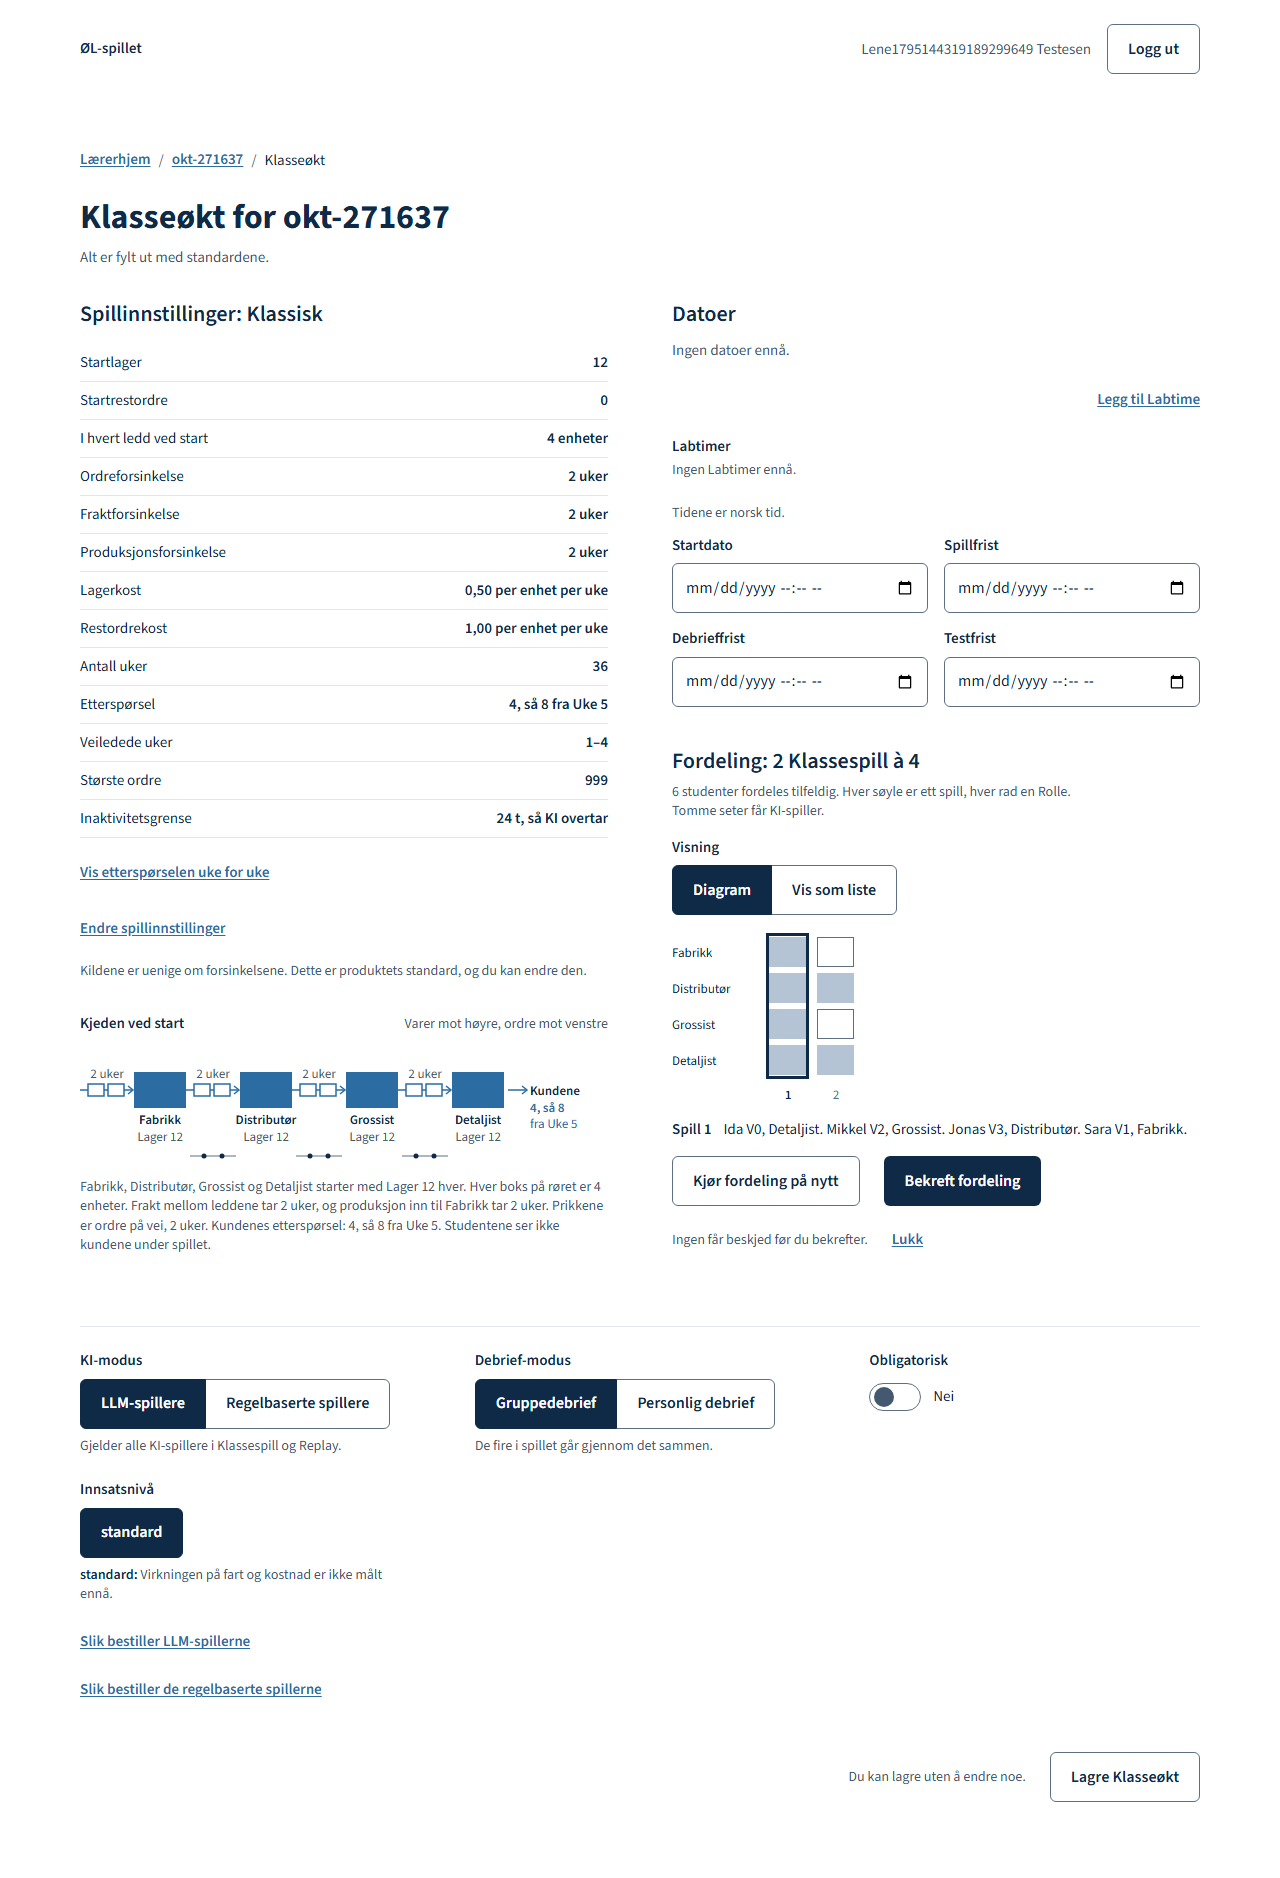 ØL-spillet
Lene1795144319189299649 Testesen
Logg ut
Lærerhjem / okt-271637 / Klasseøkt
Klasseøkt for okt-271637
Alt er fylt ut med standardene.
Spillinnstillinger: Klassisk
Startlager 12
Startrestordre 0
I hvert ledd ved start 4 enheter
Ordreforsinkelse 2 uker
Fraktforsinkelse 2 uker
Produksjonsforsinkelse 2 uker
Lagerkost 0,50 per enhet per uke
Restordrekost 1,00 per enhet per uke
Antall uker 36
Etterspørsel 4, så 8 fra Uke 5
Veiledede uker 1–4
Største ordre 999
Inaktivitetsgrense 24 t, så KI overtar
Vis etterspørselen uke for uke
Endre spillinnstillinger
Kildene er uenige om forsinkelsene. Dette er produktets standard, og du kan endre den.
Kjeden ved start
Varer mot høyre, ordre mot venstre
2 uker 2 uker 2 uker 2 uker
Fabrikk Distributør Grossist Detaljist
Lager 12 Lager 12 Lager 12 Lager 12
Kundene
4, så 8
fra Uke 5
Fabrikk, Distributør, Grossist og Detaljist starter med Lager 12 hver. Hver boks på røret er 4
enheter. Frakt mellom leddene tar 2 uker, og produksjon inn til Fabrikk tar 2 uker. Prikkene
er ordre på vei, 2 uker. Kundenes etterspørsel: 4, så 8 fra Uke 5. Studentene ser ikke
kundene under spillet.
Datoer
Ingen datoer ennå.
Legg til Labtime
Labtimer
Ingen Labtimer ennå.
Tidene er norsk tid.
Startdato Spillfrist
mm/dd/yyyy --:-- -- mm/dd/yyyy --:-- --
Debrieffrist Testfrist
mm/dd/yyyy --:-- -- mm/dd/yyyy --:-- --
Fordeling: 2 Klassespill à 4
6 studenter fordeles tilfeldig. Hver søyle er ett spill, hver rad en Rolle.
Tomme seter får KI-spiller.
Visning
Diagram Vis som liste
Fabrikk
Distributør
Grossist
Detaljist
1 2
Spill 1 Ida V0, Detaljist. Mikkel V2, Grossist. Jonas V3, Distributør. Sara V1, Fabrikk.
Kjør fordeling på nytt Bekreft fordeling
Ingen får beskjed før du bekrefter. Lukk
KI-modus
LLM-spillere Regelbaserte spillere
Gjelder alle KI-spillere i Klassespill og Replay.
Debrief-modus
Gruppedebrief Personlig debrief
De fire i spillet går gjennom det sammen.
Obligatorisk
Nei
Innsatsnivå
standard
standard: Virkningen på fart og kostnad er ikke målt
ennå.
Slik bestiller LLM-spillerne
Slik bestiller de regelbaserte spillerne
Du kan lagre uten å endre noe. Lagre Klasseøkt